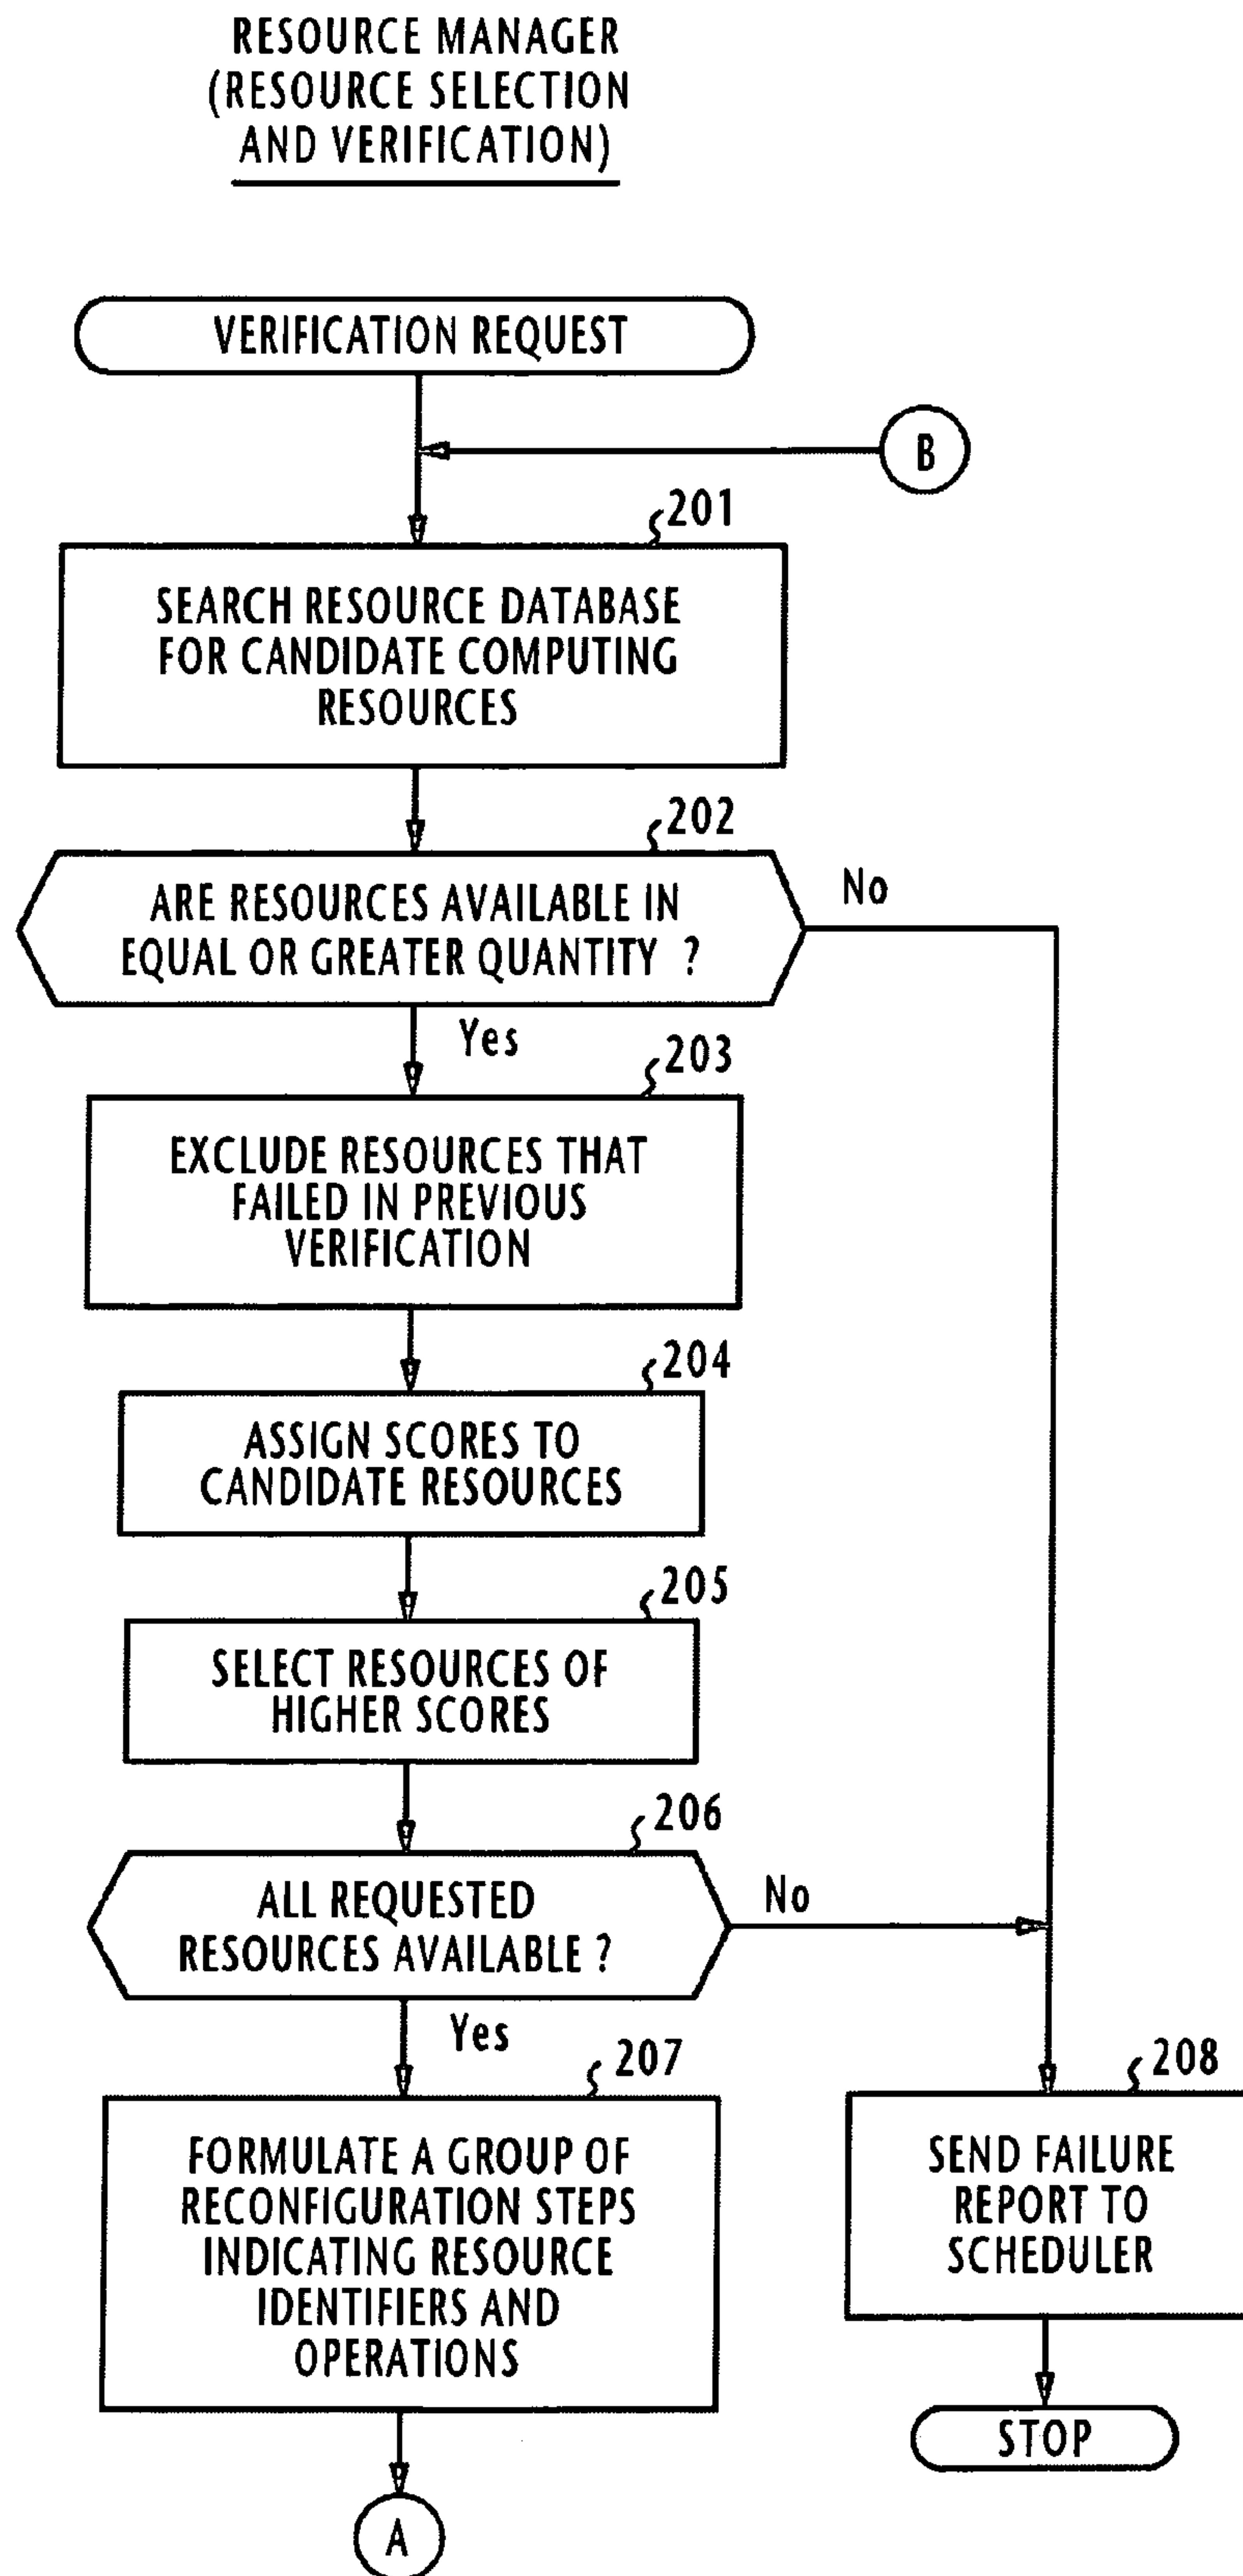 RESOURCE MANAGER
(RESOURCE SELECTION
AND VERIFICATION)
VERIFICATION REQUEST
B
201
SEARCH RESOURCE DATABASE
FOR CANDIDATE COMPUTING
RESOURCES
202
ARE RESOURCES AVAILABLE IN
EQUAL OR GREATER QUANTITY ?
No
Yes
203
EXCLUDE RESOURCES THAT
FAILED IN PREVIOUS
VERIFICATION
204
ASSIGN SCORES TO
CANDIDATE RESOURCES
205
SELECT RESOURCES OF
HIGHER SCORES
206
ALL REQUESTED
RESOURCES AVAILABLE ?
No
Yes
207
FORMULATE A GROUP OF
RECONFIGURATION STEPS
INDICATING RESOURCE
IDENTIFIERS AND
OPERATIONS
208
SEND FAILURE
REPORT TO
SCHEDULER
STOP
A